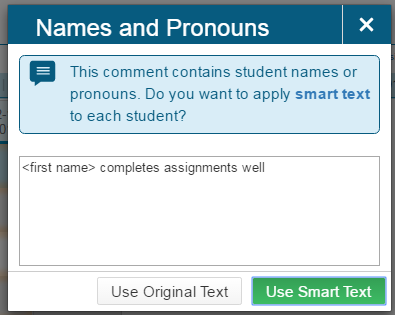 Names and Pronouns
This comment contains student names or
pronouns. Do you want to apply smart text
to each student?
<first name> completes assignments well
Use Original Text
Use Smart Text